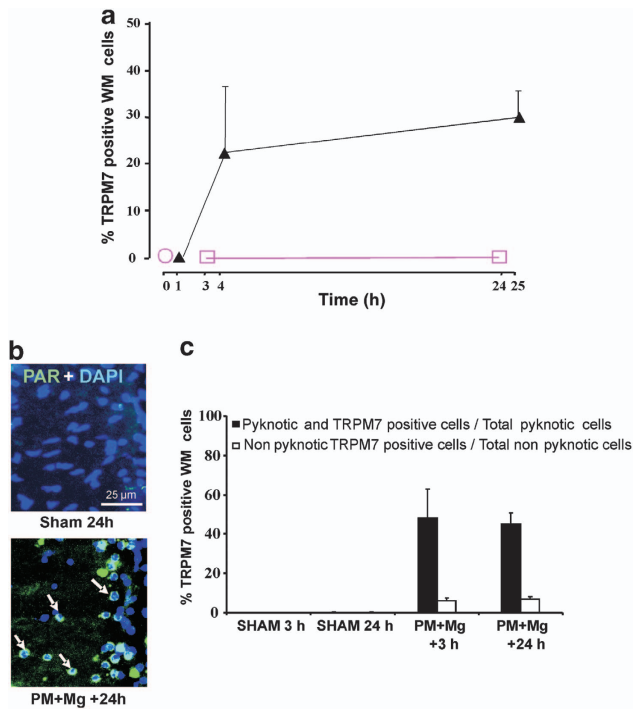 a
50
40
30
20
10
0
% TRPM7 positive WM cells
0 1 3 4 24 25
Time (h)
b
PAR + DAPI
25 µm
Sham 24h
PM+Mg +24h
c
100
80
60
40
20
0
% TRPM7 positive WM cells
Pyknotic and TRPM7 positive cells / Total pyknotic cells
Non pyknotic TRPM7 positive cells / Total non pyknotic cells
SHAM 3 h SHAM 24 h PM+Mg PM+Mg
+3 h +24 h